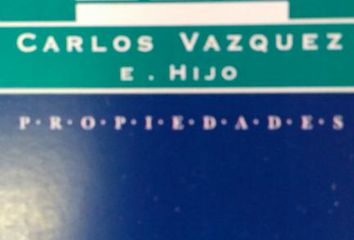 CARLOS VAZQUEZ
E. HIJO
P·R·O·P·I·E·D·A·D·E·S